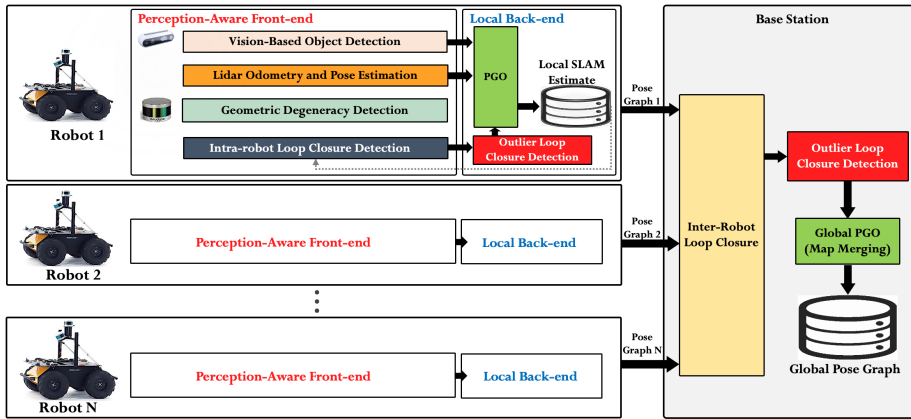 Perception-Aware Front-end
Local Back-end
Base Station
Vision-Based Object Detection
Lidar Odometry and Pose Estimation
Geometric Degeneracy Detection
Intra-robot Loop Closure Detection
PGO
Local SLAM
Estimate
Outlier Loop
Closure Detection
Robot 1
Pose
Graph 1
Perception-Aware Front-end
Local Back-end
Robot 2
Pose
Graph 2
Perception-Aware Front-end
Local Back-end
Robot N
Pose
Graph N
Inter-Robot
Loop Closure
Outlier Loop
Closure Detection
Global PGO
(Map Merging)
Global Pose Graph